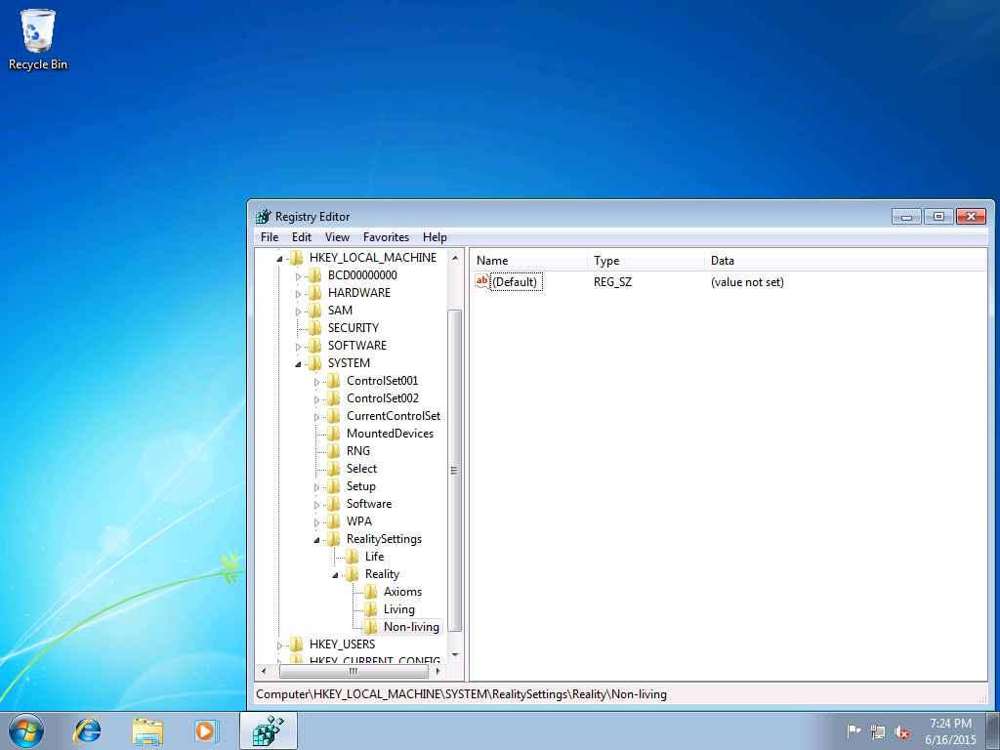 Recycle Bin
Registry Editor
File Edit View Favorites Help
HKEY_LOCAL_MACHINE
BCD00000000
HARDWARE
SAM
SECURITY
SOFTWARE
SYSTEM
ControlSet001
ControlSet002
CurrentControlSet
MountedDevices
RNG
Select
Setup
Software
WPA
RealitySettings
Life
Reality
Axioms
Living
Non-living
HKEY_USERS
HKEY_CURRENT_CONFIG
Name Type Data
ab (Default) REG_SZ (value not set)
Computer\HKEY_LOCAL_MACHINE\SYSTEM\RealitySettings\Reality\Non-living
7:24 PM
6/16/2015